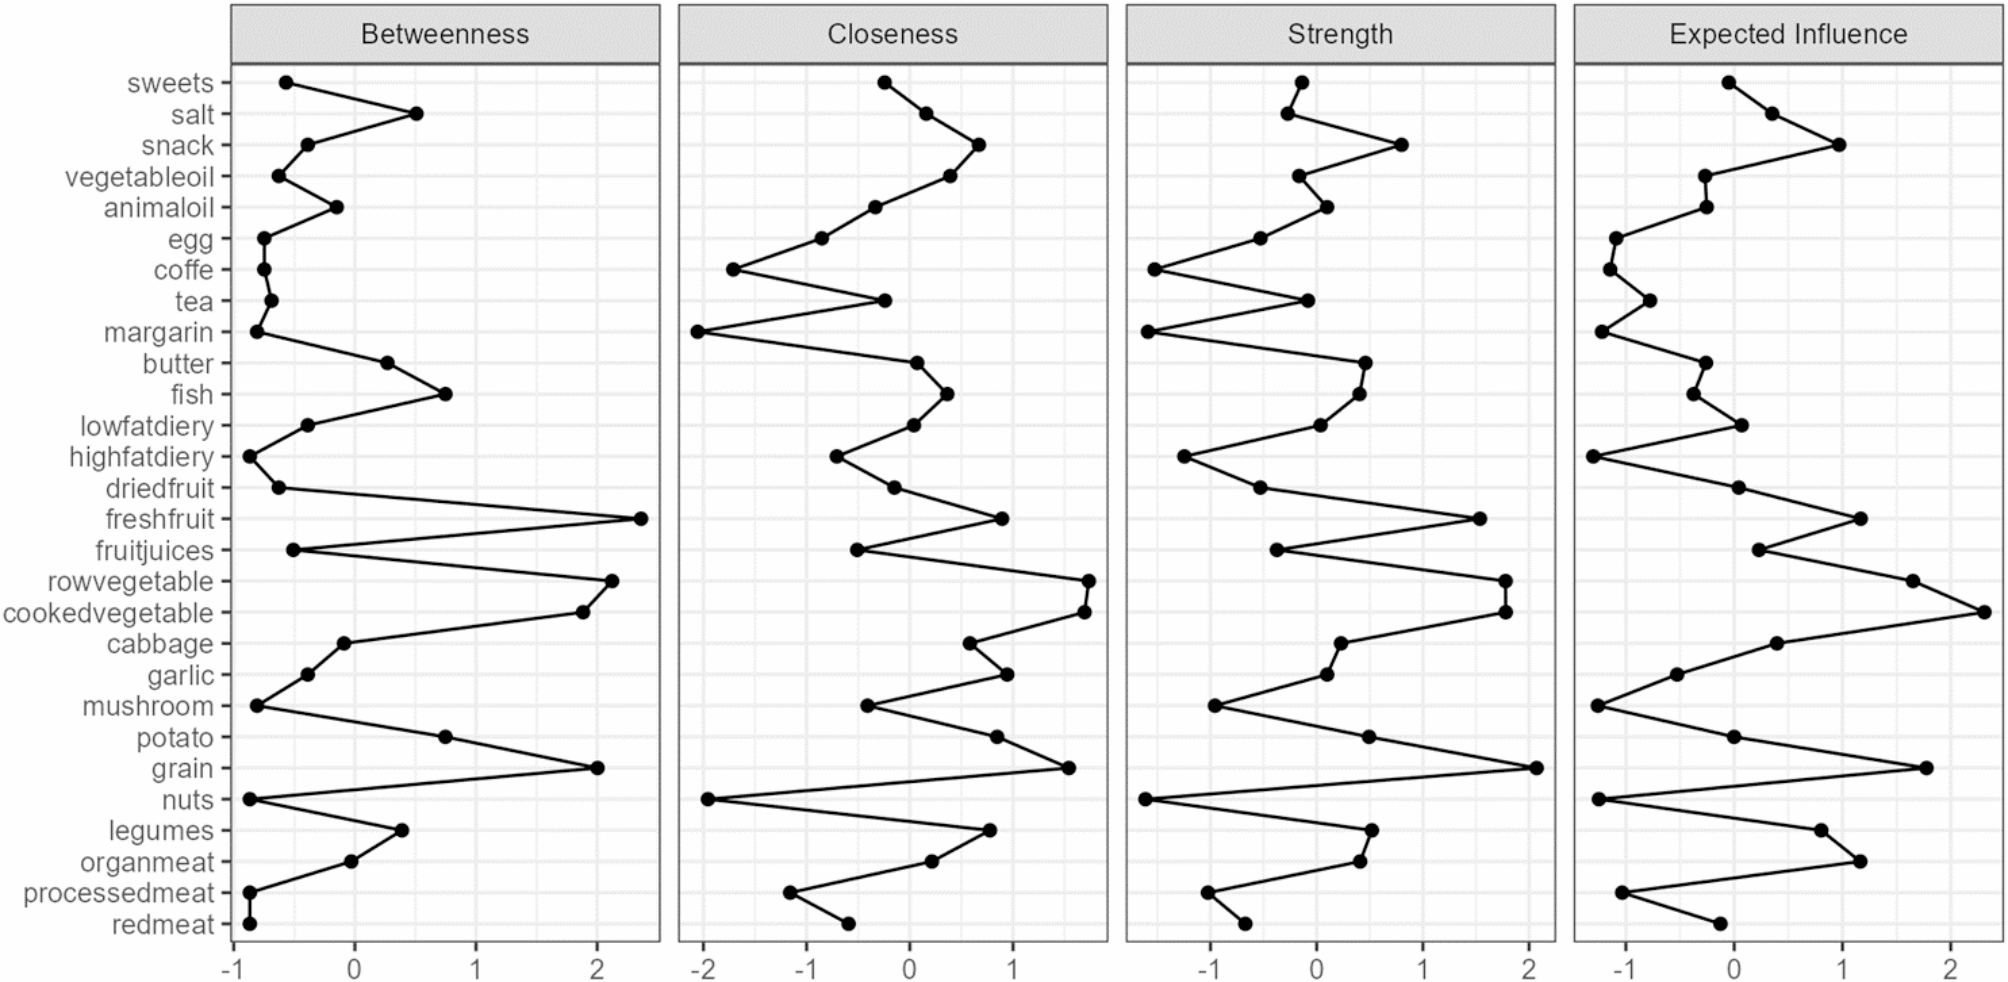 Betweenness Closeness Strength Expected Influence
sweets
salt
snack
vegetableoil
animaloil
egg
coffe
tea
margarin
butter
fish
lowfatdiery
highfatdiery
driedfruit
freshfruit
fruitjuices
rowvegetable
cookedvegetable
cabbage
garlic
mushroom
potato
grain
nuts
legumes
organmeat
processedmeat
redmeat
-1 0 1 2 -2 -1 0 1 -1 0 1 2 -1 0 1 2